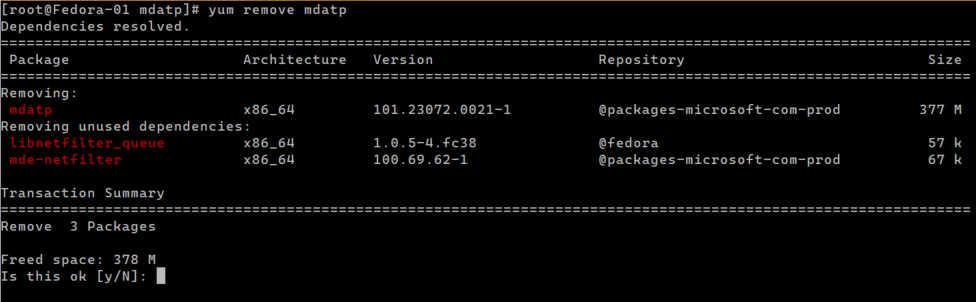 [root@Fedora-01 mdatp]# yum remove mdatp
Dependencies resolved.
================================================================================================================
 Package                    Architecture   Version                   Repository                            Size
================================================================================================================
Removing:
 mdatp                      x86_64         101.23072.0021-1          @packages-microsoft-com-prod         377 M
Removing unused dependencies:
 libnetfilter_queue         x86_64         1.0.5-4.fc38              @fedora                               57 k
 mde-netfilter              x86_64         100.69.62-1               @packages-microsoft-com-prod          67 k

Transaction Summary
================================================================================================================
Remove  3 Packages

Freed space: 378 M
Is this ok [y/N]: